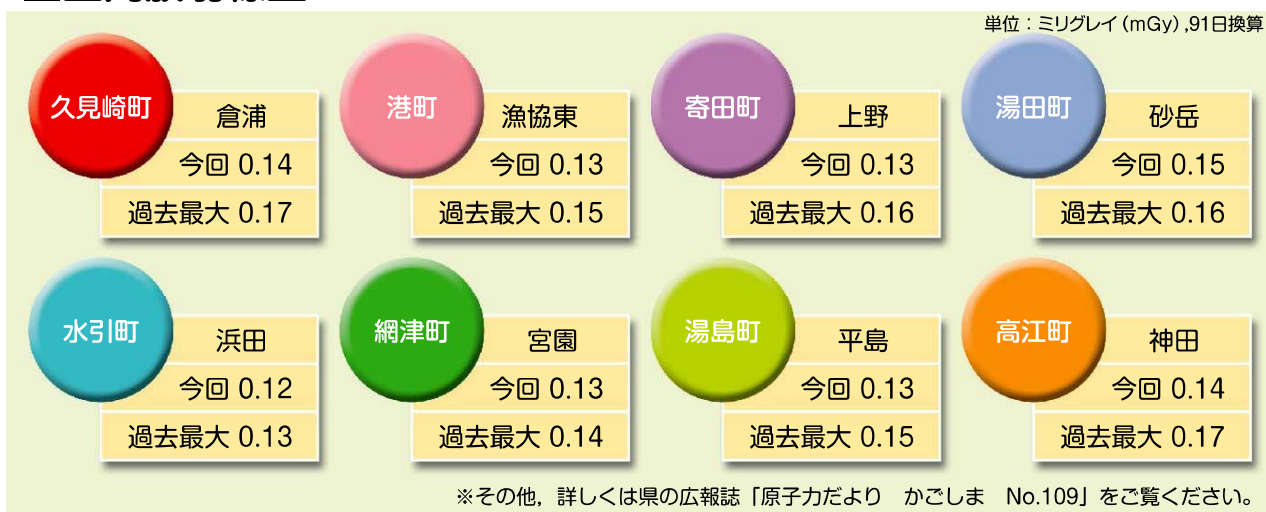 単位：ミリグレイ(mGy),91日換算
久見崎町
倉浦
今回 0.14
過去最大 0.17
港町
漁協東
今回 0.13
過去最大 0.15
寄田町
上野
今回 0.13
過去最大 0.16
湯田町
砂岳
今回 0.15
過去最大 0.16
水引町
浜田
今回 0.12
過去最大 0.13
網津町
宮園
今回 0.13
過去最大 0.14
湯島町
平島
今回 0.13
過去最大 0.15
高江町
神田
今回 0.14
過去最大 0.17
※その他，詳しくは県の広報誌「原子力だより　かごしま　No.109」をご覧ください。